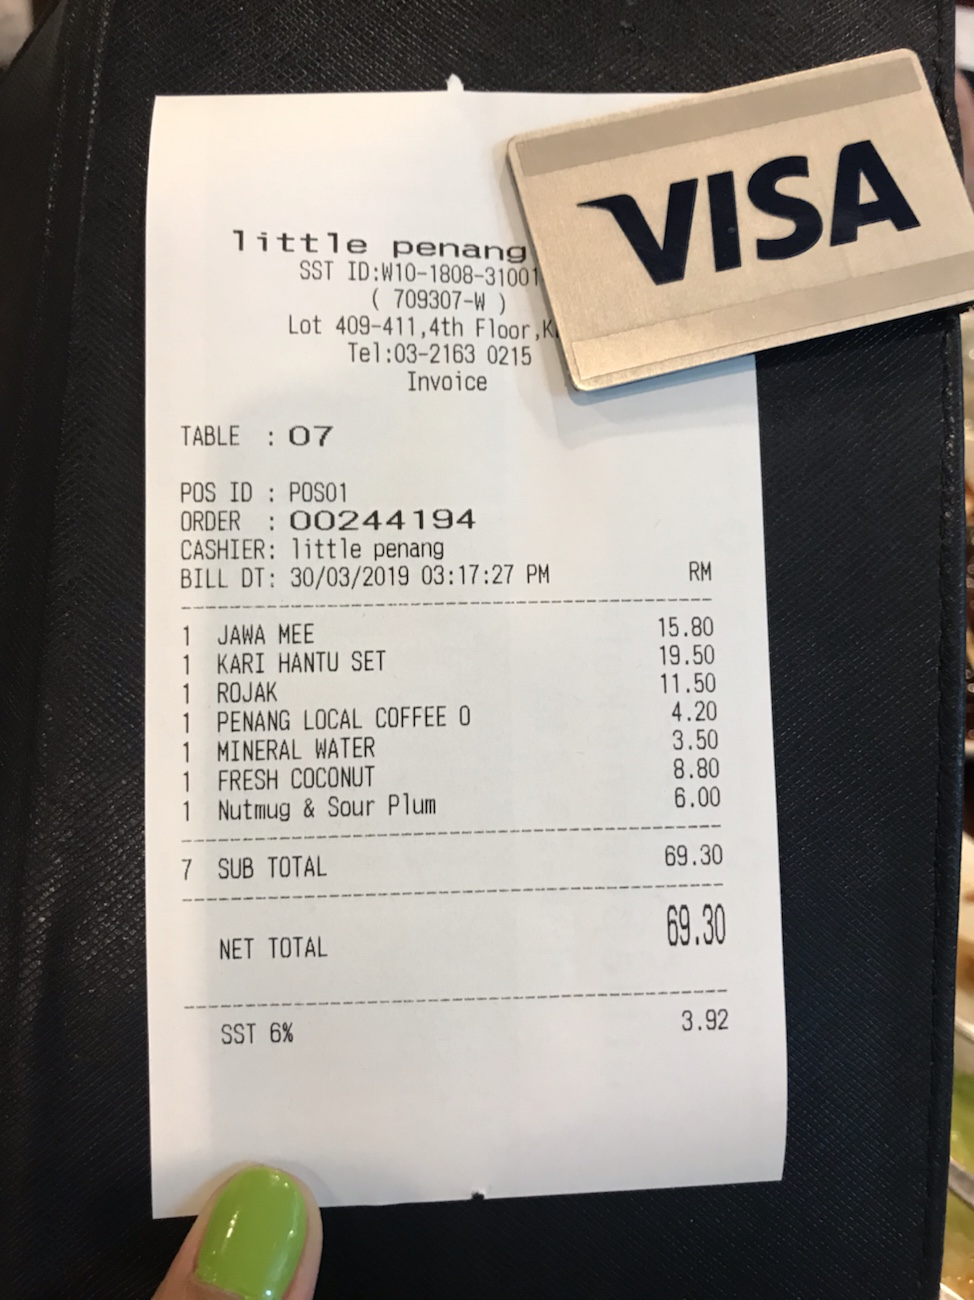 little penang
VISA
SST ID:W10-1808-31001
( 709307-W )
Lot 409-411,4th Floor,
Tel:03-2163 0215
Invoice
TABLE : 07
POS ID : POS01
ORDER : 00244194
CASHIER: little penang
BILL DT: 30/03/2019 03:17:27 PM RM
1 JAWA MEE 15.80
1 KARI HANTU SET 19.50
1 ROJAK 11.50
1 PENANG LOCAL COFFEE O 4.20
1 MINERAL WATER 3.50
1 FRESH COCONUT 8.80
1 Nutmug & Sour Plum 6.00
7 SUB TOTAL 69.30
NET TOTAL 69.30
SST 6% 3.92